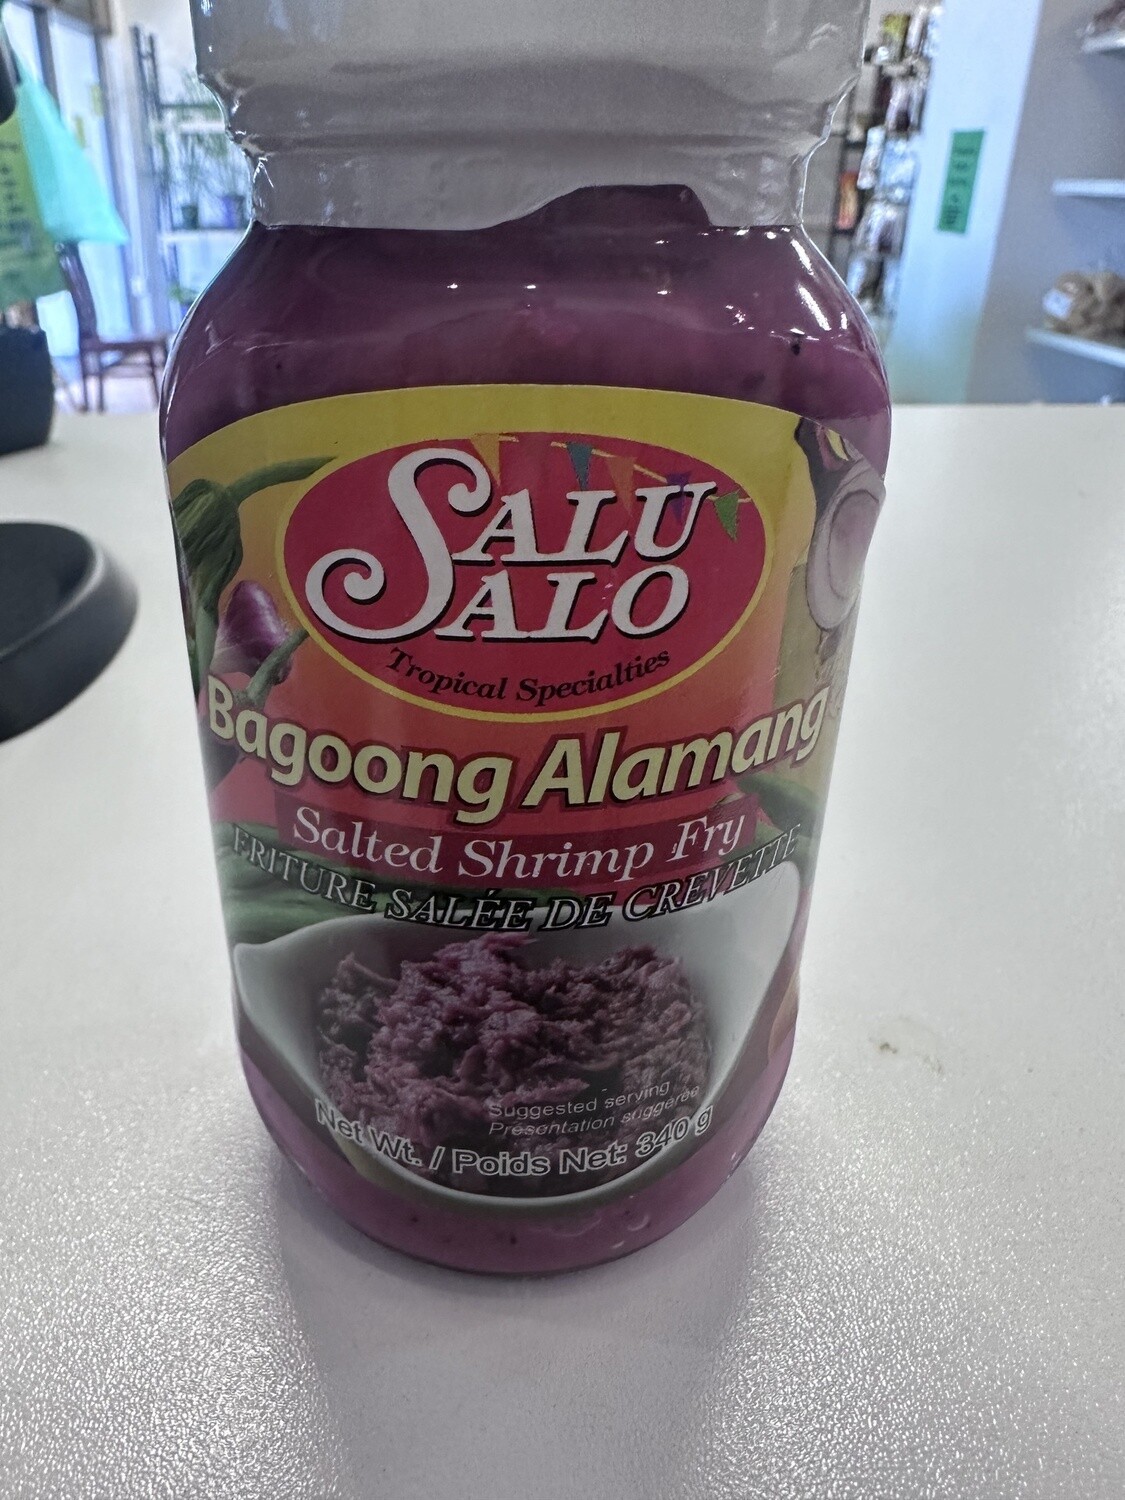 SALU
SALO
Tropical Specialties
Bagoong Alamang
Salted Shrimp Fry
FRITURE SALÉE DE CREVETTE
Suggested serving
Présentation suggérée
Net Wt. / Poids Net: 340 g